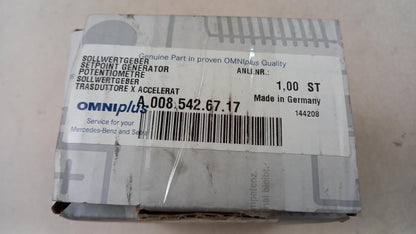 Genuine Part in proven OMNIplus Quality
SOLLWERTGEBER
SETPOINT GENERATOR
POTENTIOMETRE
SOLLWERTGEBER
TRASDUTTORE X ACCELERAT
ANLI.NR.:
1,00 ST
A.008.542.67.17
Made in Germany
144208
OMNIplus
Service for your
Mercedes-Benz and Setra